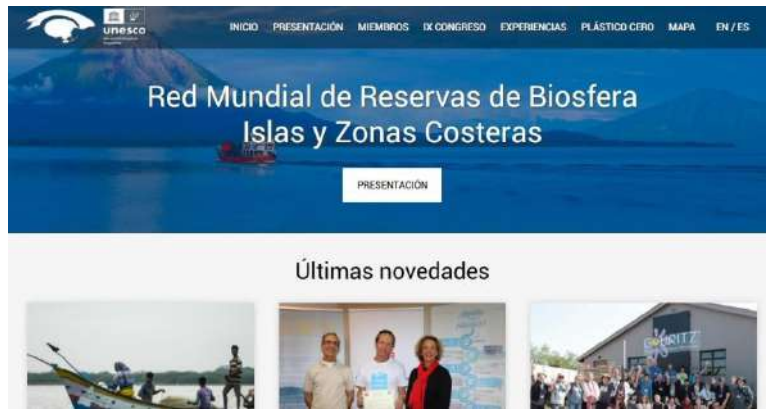 unesco
INICIO PRESENTACIÓN MIEMBROS IX CONGRESO EXPERIENCIAS PLÁSTICO CERO MAPA EN / ES
Red Mundial de Reservas de Biosfera
Islas y Zonas Costeras
PRESENTACIÓN
Últimas novedades